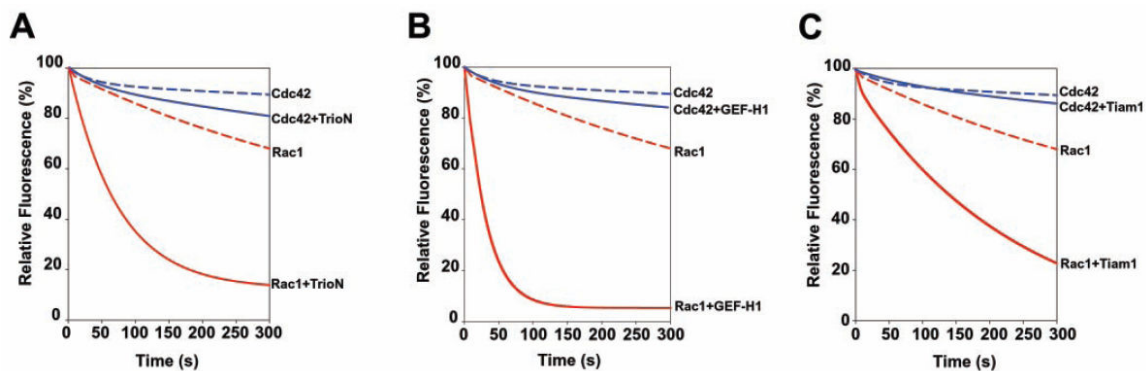 A
Relative Fluorescence (%)
100
80
60
40
20
0
0 50 100 150 200 250 300
Time (s)
Cdc42
Cdc42+TrioN
Rac1
Rac1+TrioN
B
Relative Fluorescence (%)
100
80
60
40
20
0
0 50 100 150 200 250 300
Time (s)
Cdc42
Cdc42+GEF-H1
Rac1
Rac1+GEF-H1
C
Relative Fluorescence (%)
100
80
60
40
20
0
0 50 100 150 200 250 300
Time (s)
Cdc42
Cdc42+Tiam1
Rac1
Rac1+Tiam1